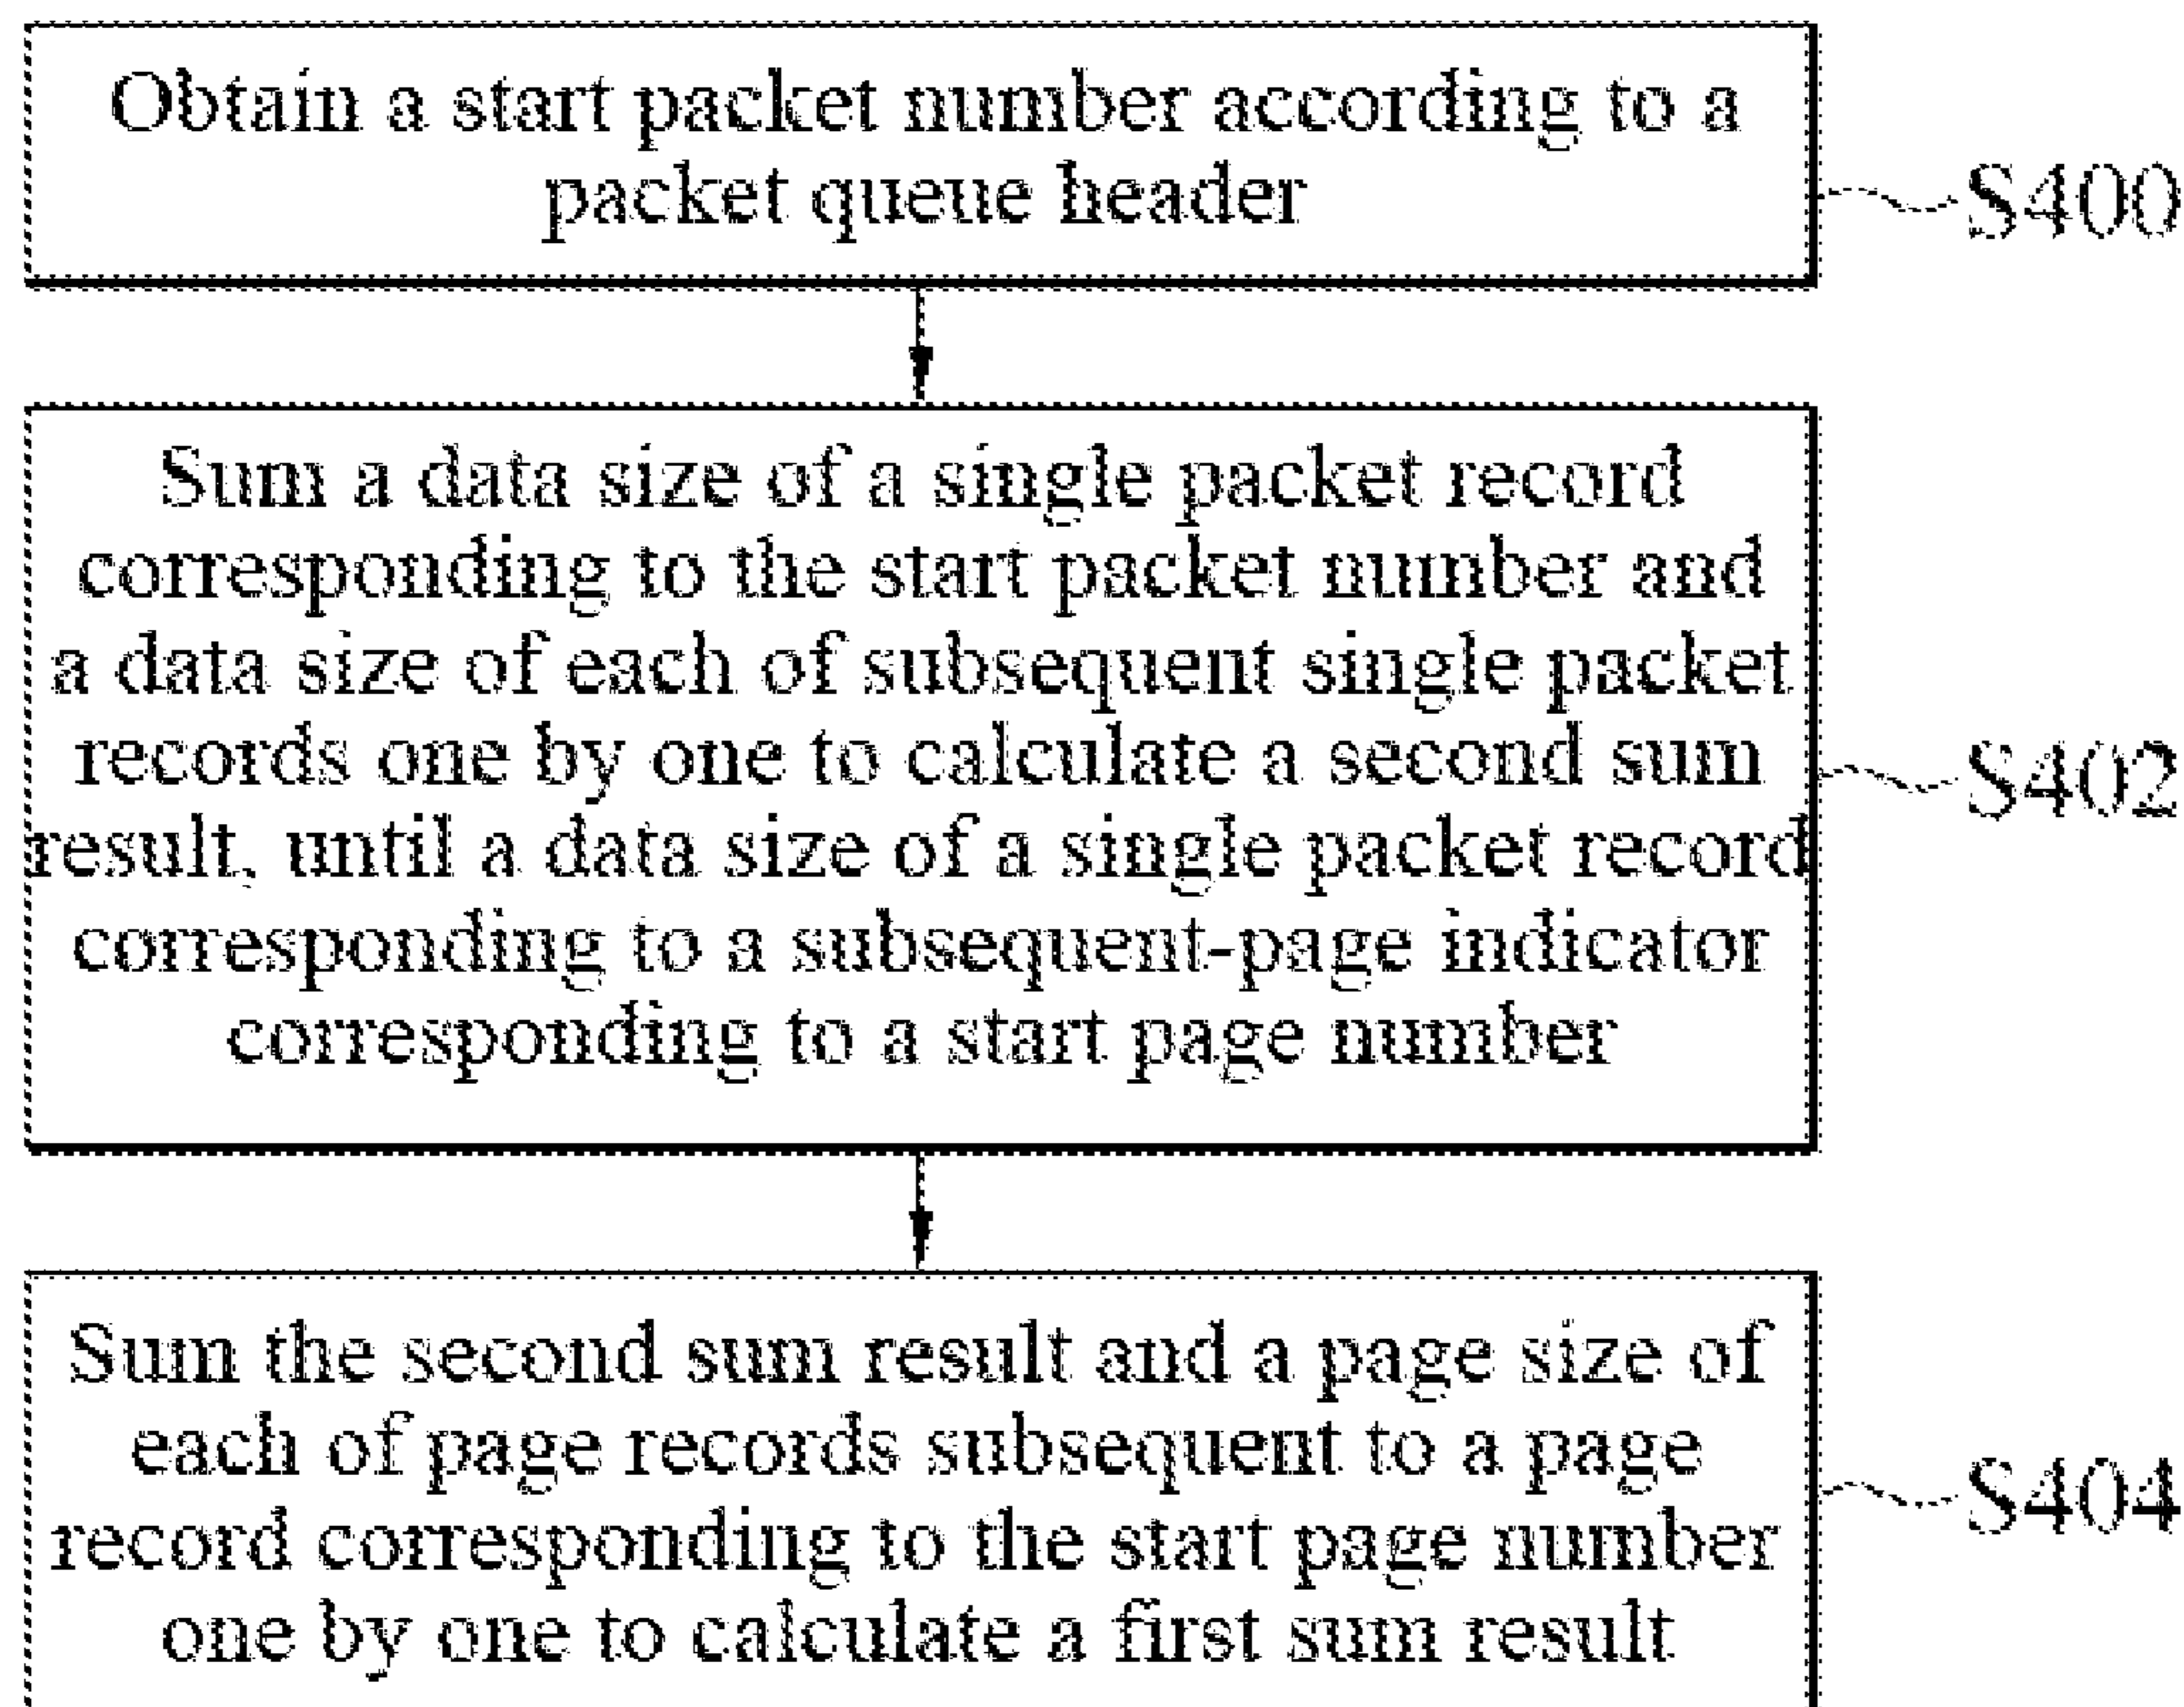 Obtain a start packet number according to a
packet queue header
S400
Sum a data size of a single packet record
corresponding to the start packet number and
a data size of each of subsequent single packet
records one by one to calculate a second sum
result, until a data size of a single packet record
corresponding to a subsequent-page indicator
corresponding to a start page number
S402
Sum the second sum result and a page size of
each of page records subsequent to a page
record corresponding to the start page number
one by one to calculate a first sum result
S404